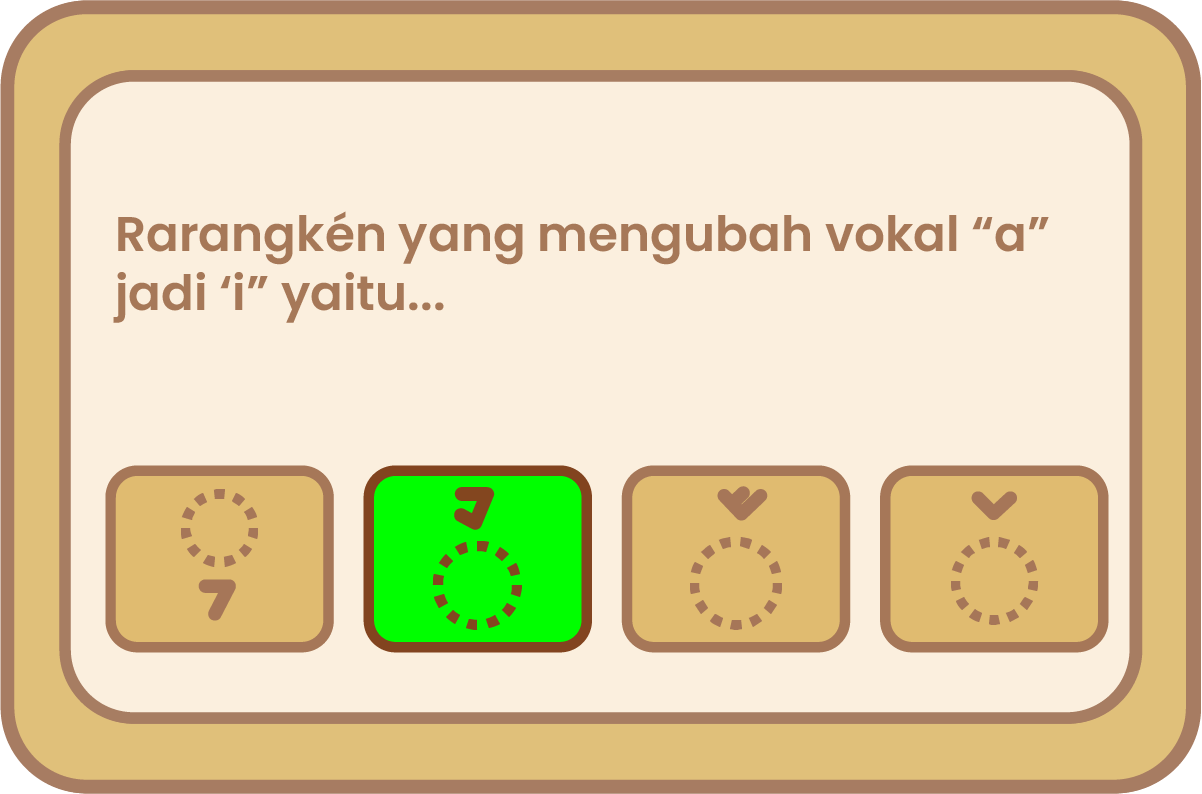 Rarangkén yang mengubah vokal “a”
jadi ‘i” yaitu...
◌ᮥ ◌ᮤ ◌ᮩ ◌ᮨ